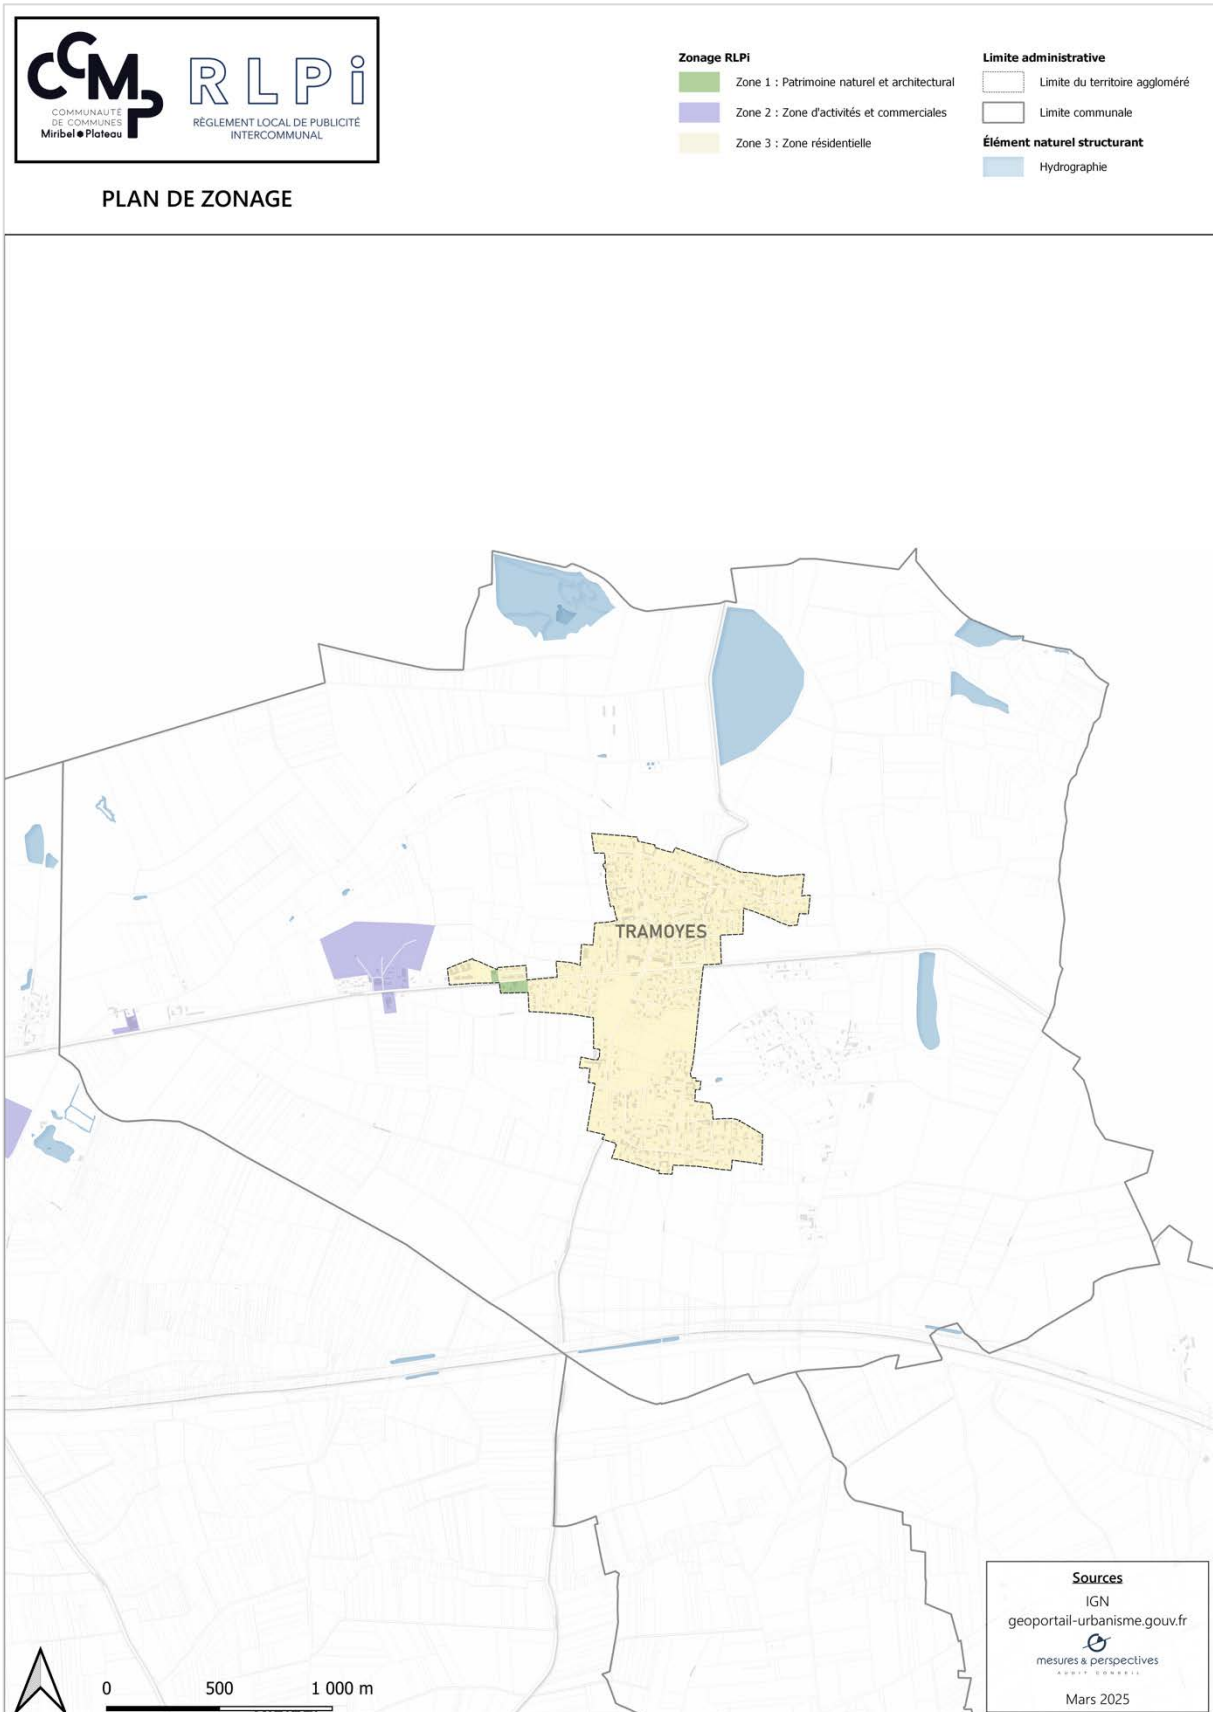 CCMP
COMMUNAUTÉ
DE COMMUNES
Miribel • Plateau
RLPi
RÈGLEMENT LOCAL DE PUBLICITÉ
INTERCOMMUNAL
PLAN DE ZONAGE
Zonage RLPi
Zone 1 : Patrimoine naturel et architectural
Zone 2 : Zone d'activités et commerciales
Zone 3 : Zone résidentielle
Limite administrative
Limite du territoire aggloméré
Limite communale
Élément naturel structurant
Hydrographie
TRAMOYES
0 500 1 000 m
Sources
IGN
geoportail-urbanisme.gouv.fr
mesures & perspectives
AUDIT CONSEIL
Mars 2025